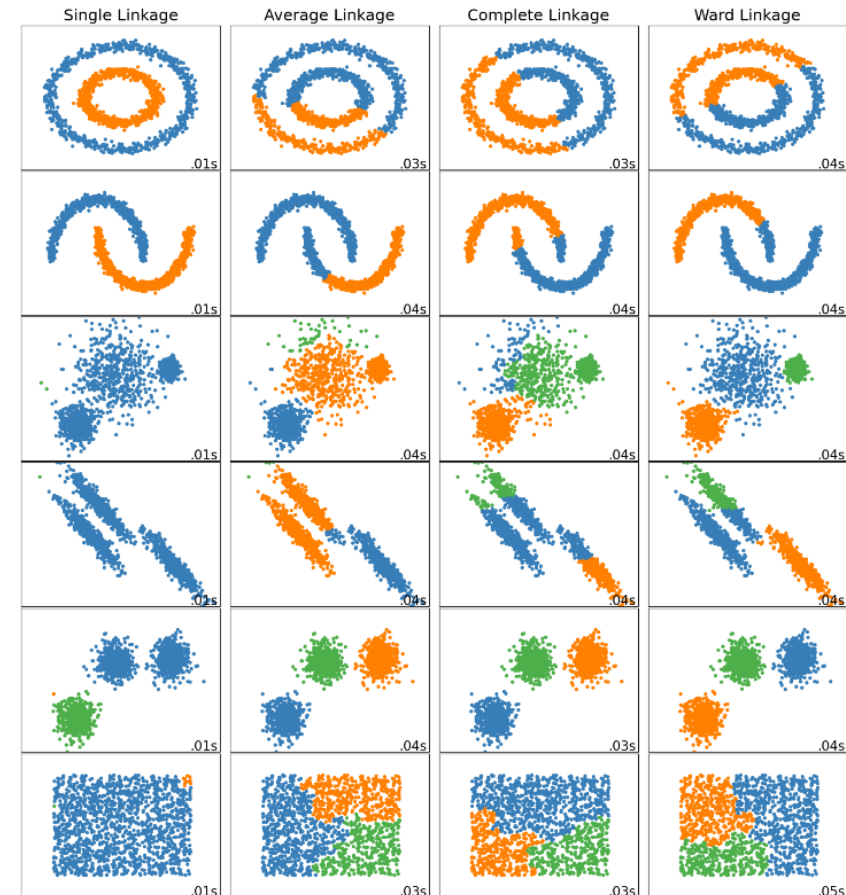 Single Linkage Average Linkage Complete Linkage Ward Linkage
.01s .03s .03s .04s
.01s .04s .04s .04s
.01s .04s .04s .04s
.01s .04s .04s .04s
.01s .04s .03s .04s
.01s .03s .03s .05s